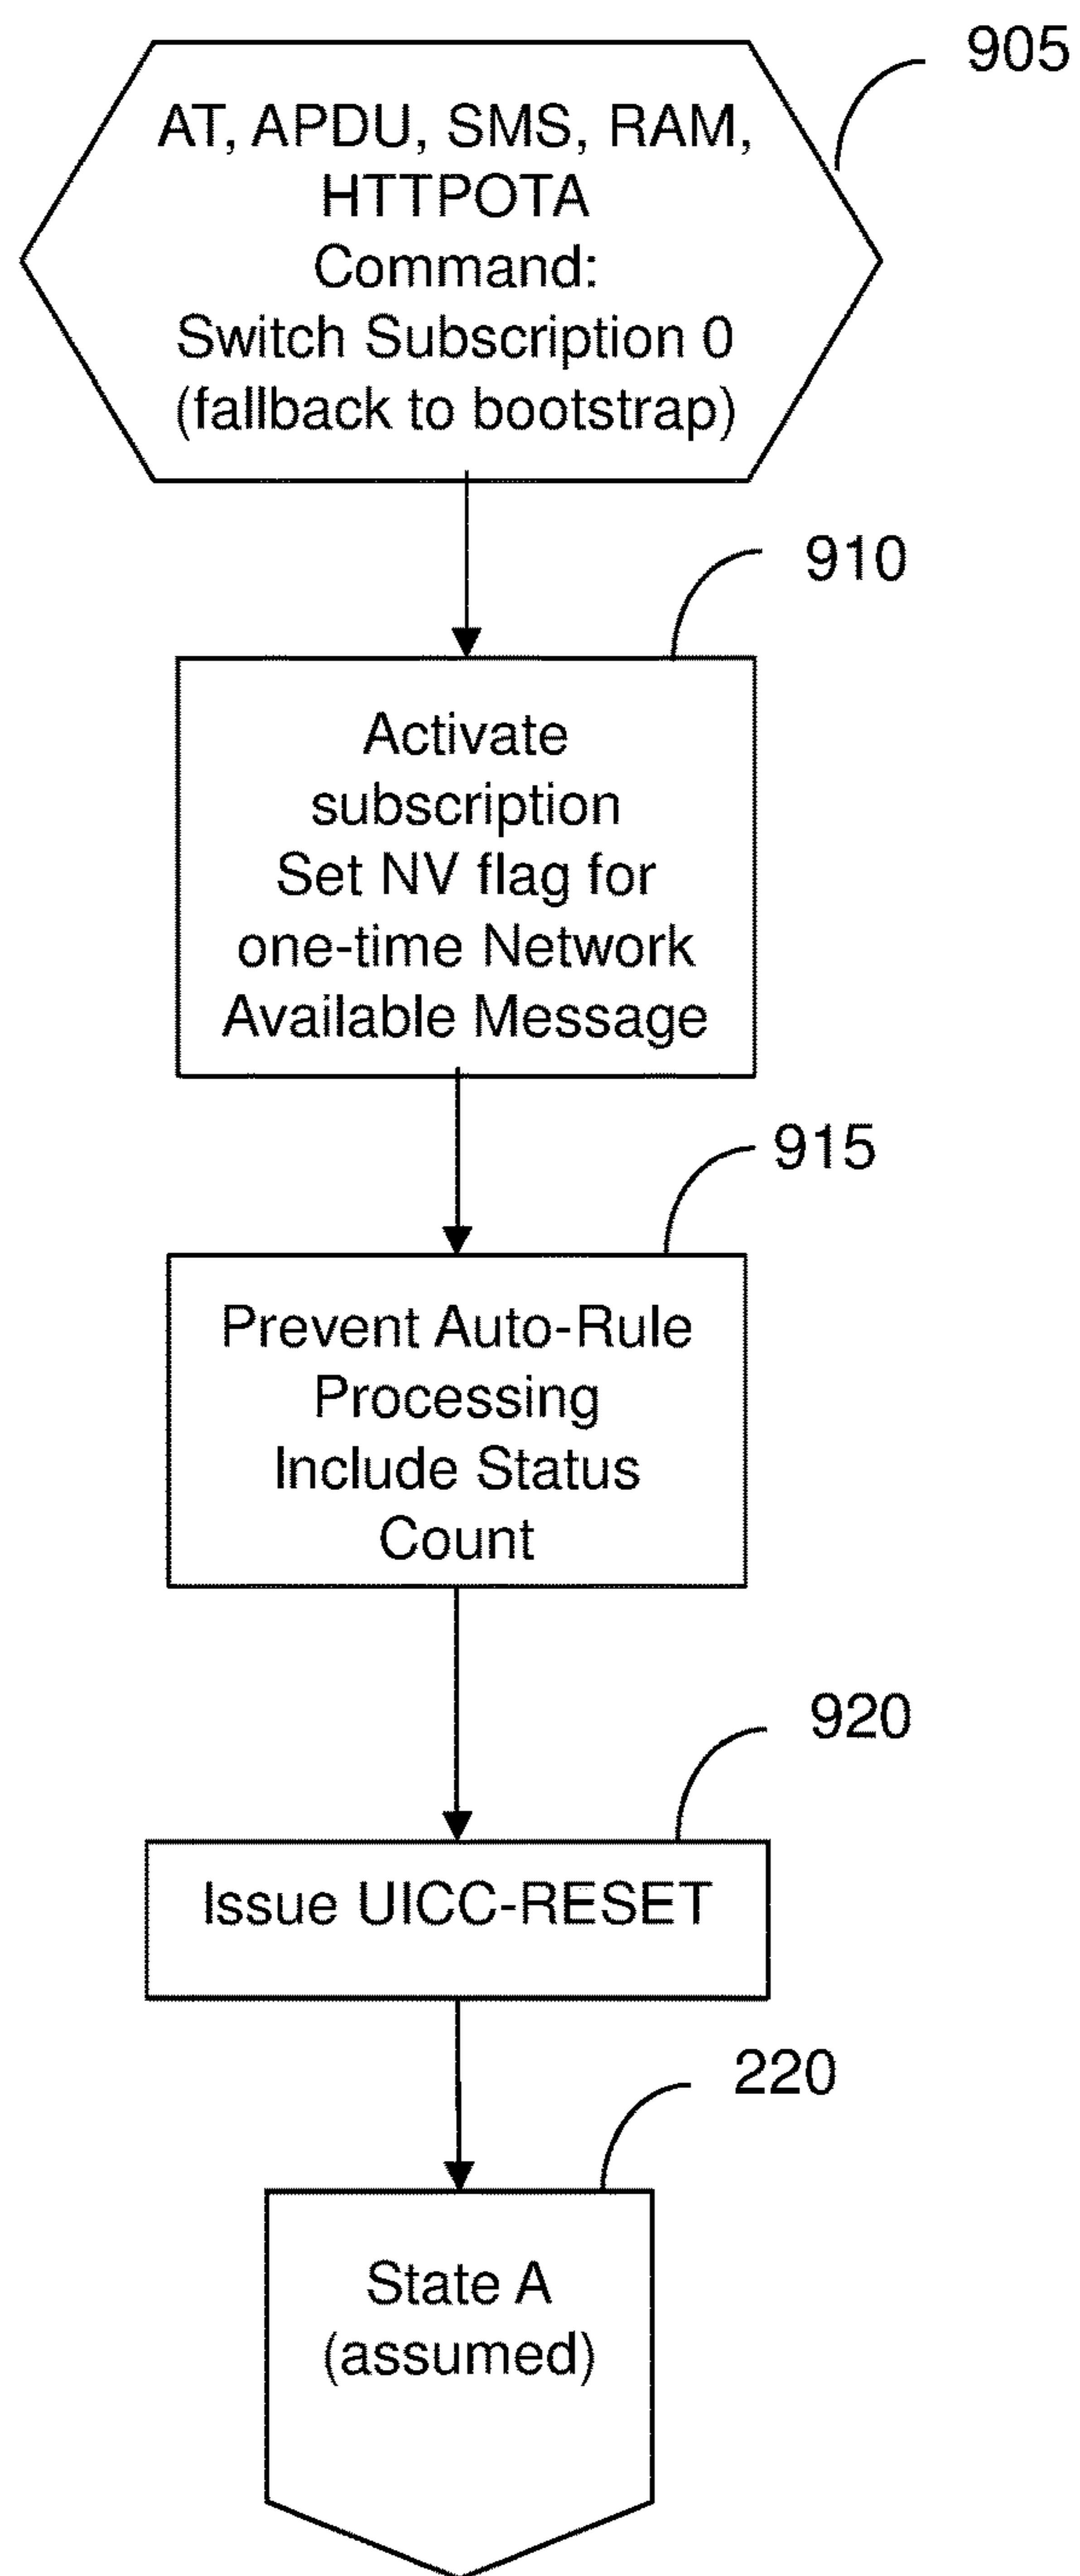 905
AT, APDU, SMS, RAM,
HTTPOTA
Command:
Switch Subscription 0
(fallback to bootstrap)
910
Activate
subscription
Set NV flag for
one-time Network
Available Message
915
Prevent Auto-Rule
Processing
Include Status
Count
920
Issue UICC-RESET
220
State A
(assumed)